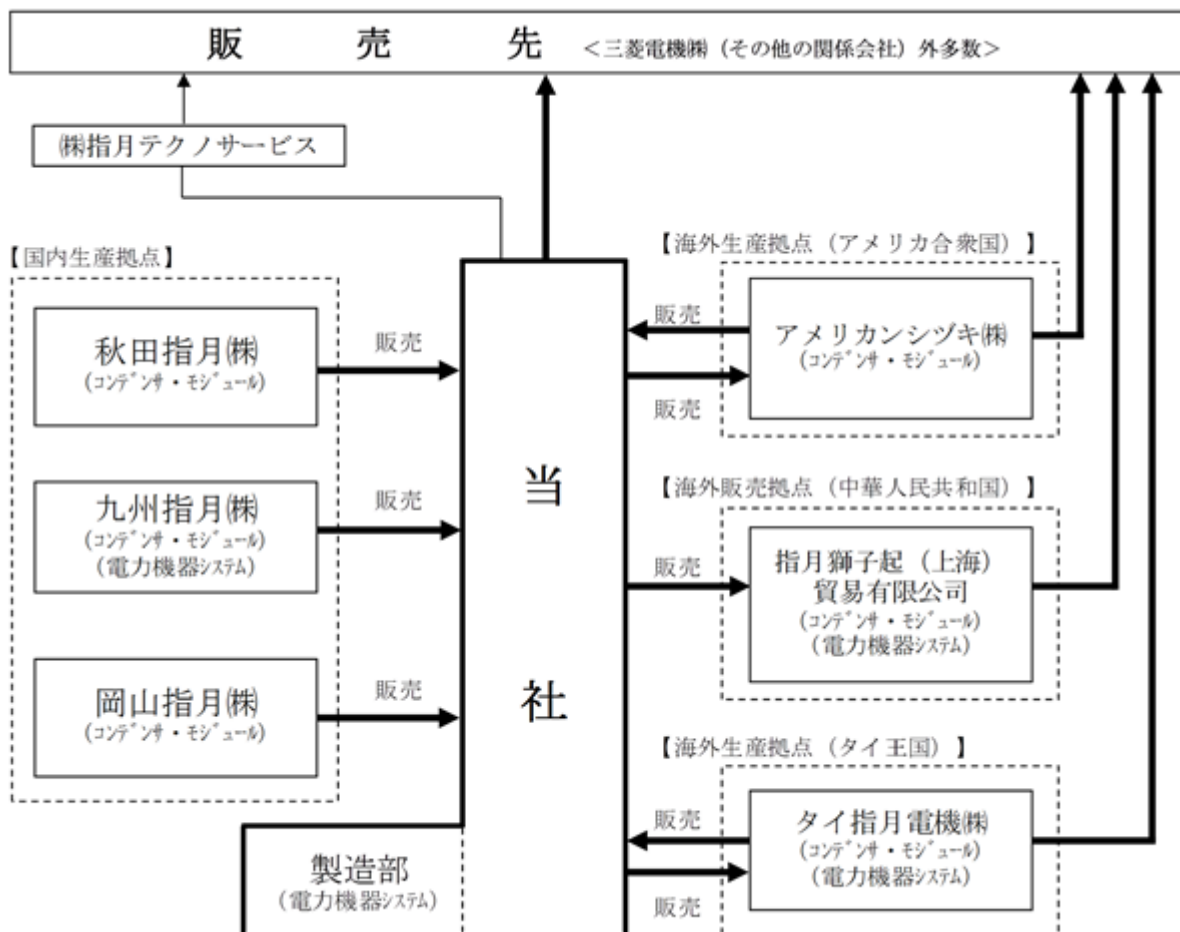 販売先 <三菱電機㈱(その他の関係会社)外多数>
㈱指月テクノサービス
【国内生産拠点】
秋田指月㈱
(コンデンサ・モジュール)
販売
九州指月㈱
(コンデンサ・モジュール)
(電力機器システム)
販売
岡山指月㈱
(コンデンサ・モジュール)
販売
製造部
(電力機器システム)
当社
【海外生産拠点(アメリカ合衆国)】
販売
販売
アメリカンシヅキ㈱
(コンデンサ・モジュール)
【海外販売拠点(中華人民共和国)】
販売
指月獅子起(上海)
貿易有限公司
(コンデンサ・モジュール)
(電力機器システム)
【海外生産拠点(タイ王国)】
販売
販売
タイ指月電機㈱
(コンデンサ・モジュール)
(電力機器システム)